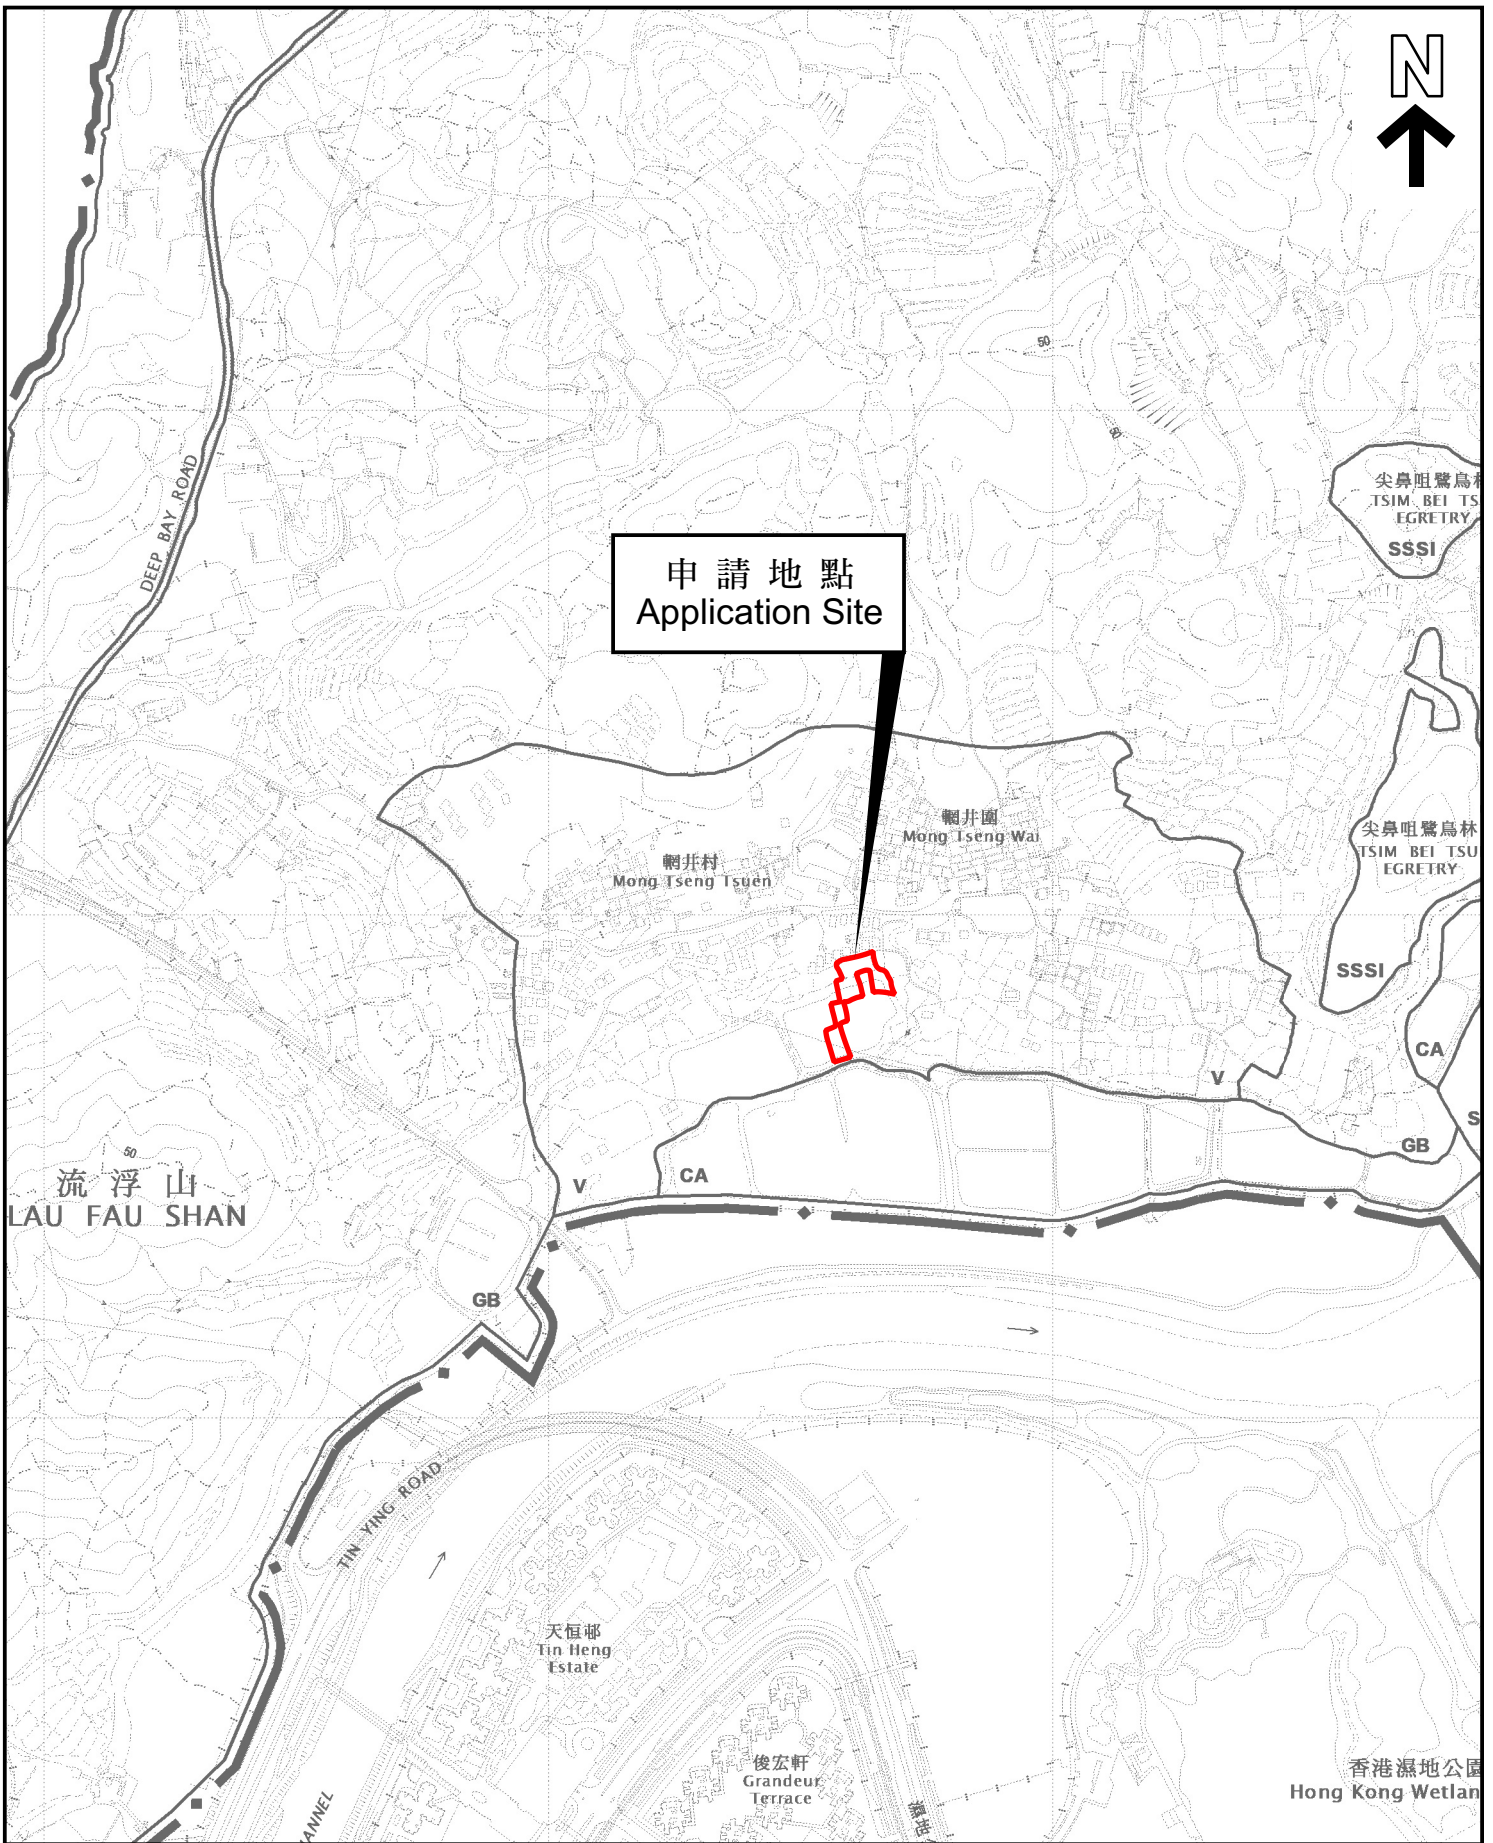 N
50
50
DEEP BAY ROAD
尖鼻咀鷺鳥
TSIM BEI TS
EGRETRY
SSSI
申請地點
Application Site
輞井圍
Mong Tseng Wai
輞井村
Mong Tseng Tsuen
尖鼻咀鷺鳥林
TSIM BEI TSU
EGRETRY
SSSI
CA
V
S
GB
50
流浮山
LAU FAU SHAN
V
CA
GB
TIN YING ROAD
天恒邨
Tin Heng
Estate
俊宏軒
Grandeur
Terrace
香港濕地公園
Hong Kong Wetlan
濕地
ANNEL